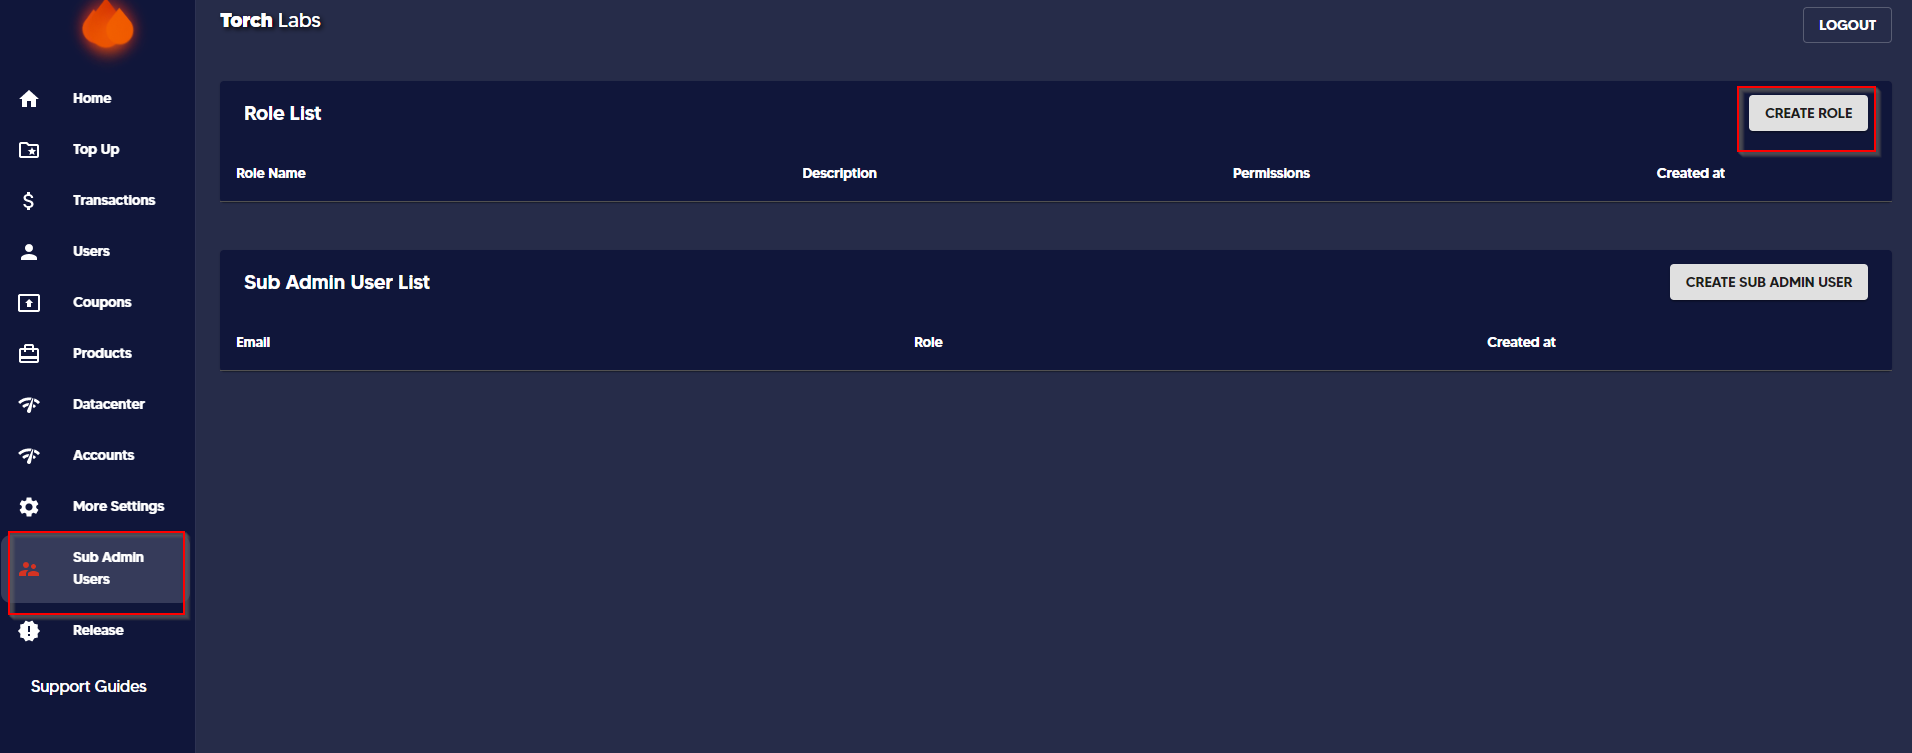 Torch Labs
LOGOUT
Home
Top Up
Transactions
Users
Coupons
Products
Datacenter
Accounts
More Settings
Sub Admin
Users
Release
Support Guides
Role List
CREATE ROLE
Role Name Description Permissions Created at
Sub Admin User List
CREATE SUB ADMIN USER
Email Role Created at